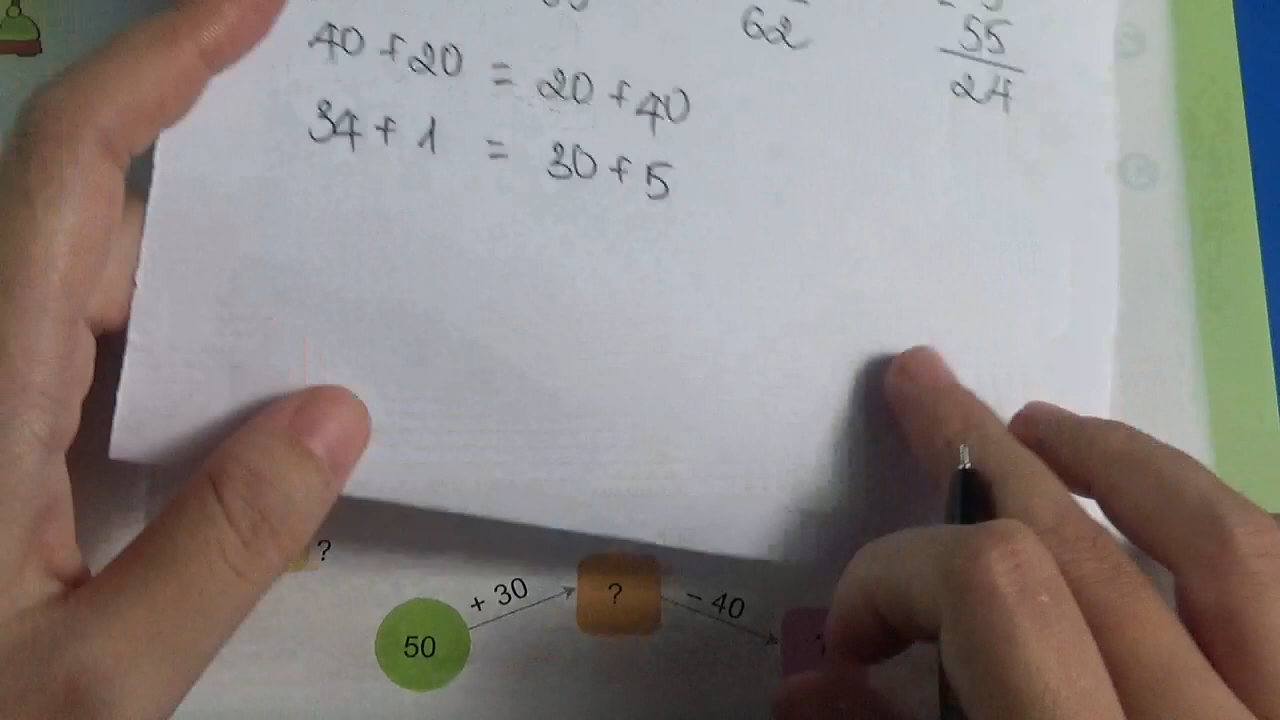 62
55
24
40 + 20 = 20 + 40
34 + 1 = 30 + 5
?
50 + 30 ? - 40